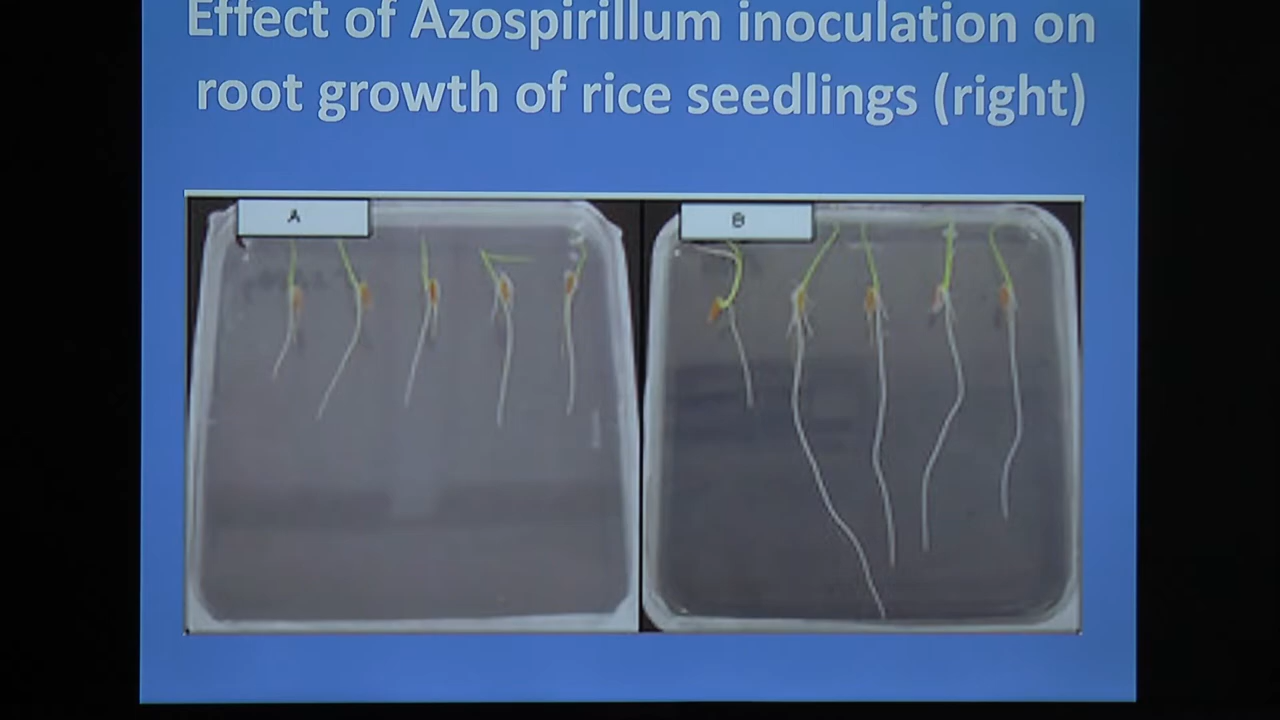 Effect of Azospirillum inoculation on
root growth of rice seedlings (right)
A
B